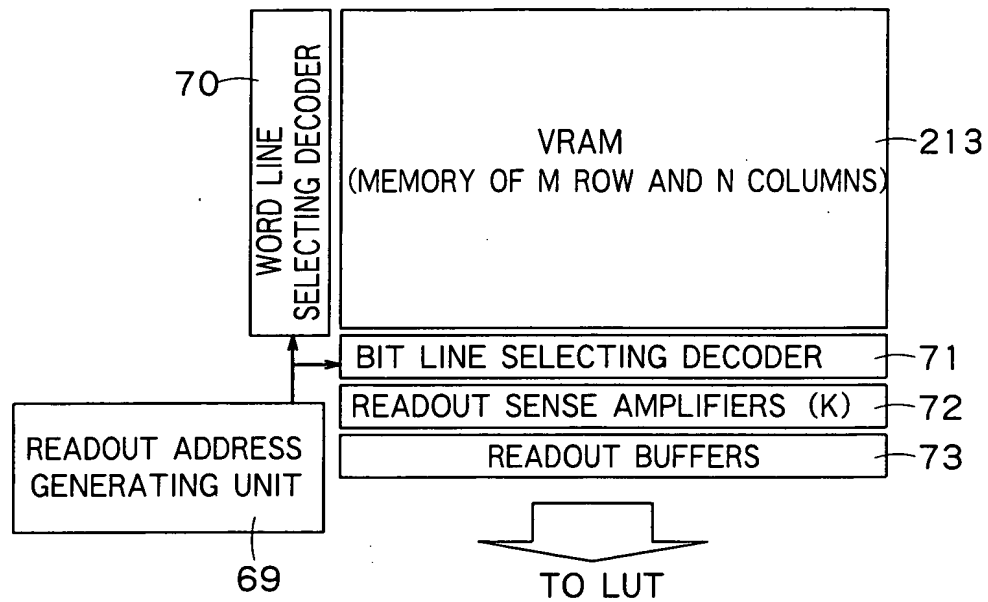 70
WORD LINE
SELECTING DECODER
VRAM
(MEMORY OF M ROW AND N COLUMNS)
213
BIT LINE SELECTING DECODER
71
READOUT SENSE AMPLIFIERS (K)
72
READOUT BUFFERS
73
READOUT ADDRESS
GENERATING UNIT
69
TO LUT